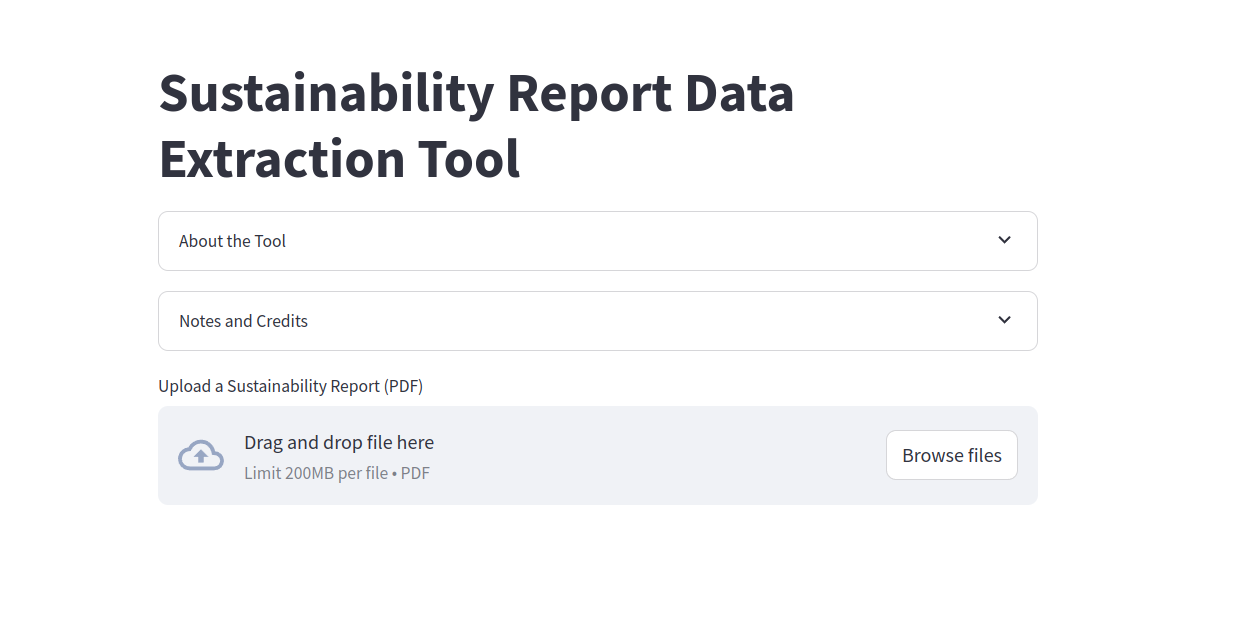 Sustainability Report Data
Extraction Tool
About the Tool
Notes and Credits
Upload a Sustainability Report (PDF)
Drag and drop file here
Limit 200MB per file • PDF
Browse files